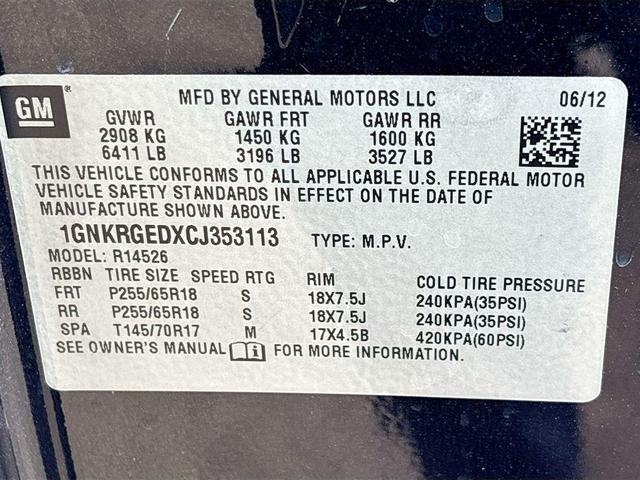 GM ® MFD BY GENERAL MOTORS LLC 06/12
GVWR GAWR FRT GAWR RR
2908 KG 1450 KG 1600 KG
6411 LB 3196 LB 3527 LB
THIS VEHICLE CONFORMS TO ALL APPLICABLE U.S. FEDERAL MOTOR
VEHICLE SAFETY STANDARDS IN EFFECT ON THE DATE OF
MANUFACTURE SHOWN ABOVE.
1GNKRGEDXCJ353113 TYPE: M.P.V.
MODEL: R14526
RBBN TIRE SIZE SPEED RTG RIM COLD TIRE PRESSURE
FRT P255/65R18 S 18X7.5J 240KPA(35PSI)
RR P255/65R18 S 18X7.5J 240KPA(35PSI)
SPA T145/70R17 M 17X4.5B 420KPA(60PSI)
SEE OWNER'S MANUAL FOR MORE INFORMATION.